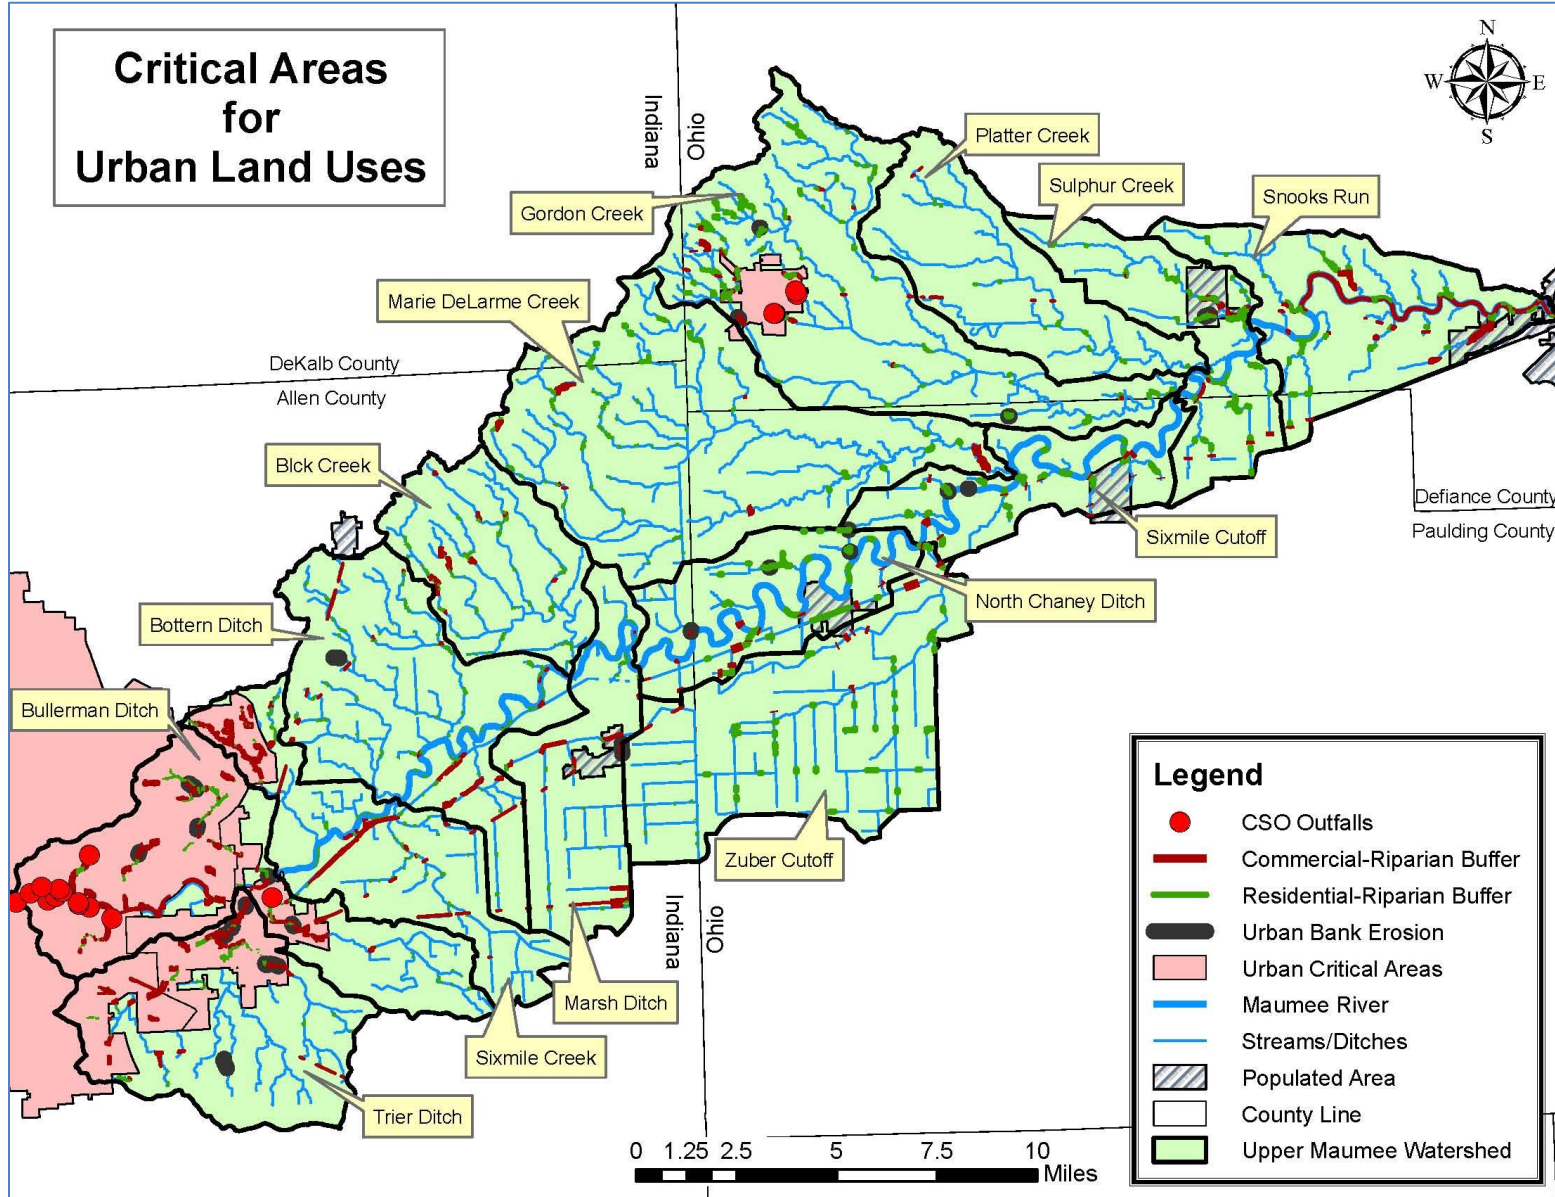 Critical Areas
for
Urban Land Uses
N
W
E
S
Indiana
Ohio
Platter Creek
Sulphur Creek
Snooks Run
Gordon Creek
Marie DeLarme Creek
DeKalb County
Allen County
Blck Creek
Defiance County
Paulding County
Sixmile Cutoff
North Chaney Ditch
Bottern Ditch
Bullerman Ditch
Zuber Cutoff
Indiana
Ohio
Marsh Ditch
Sixmile Creek
Trier Ditch
Legend
CSO Outfalls
Commercial-Riparian Buffer
Residential-Riparian Buffer
Urban Bank Erosion
Urban Critical Areas
Maumee River
Streams/Ditches
Populated Area
County Line
Upper Maumee Watershed
0 1.25 2.5 5 7.5 10
Miles